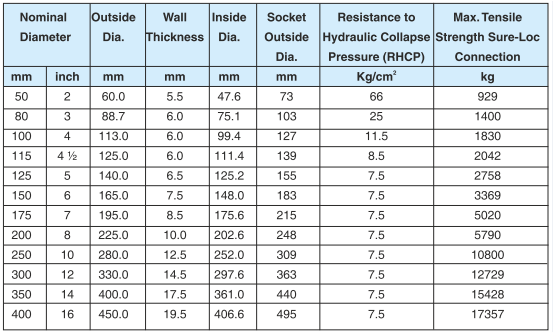 Nominal Outside Wall Inside Socket Resistance to Max. Tensile
Diameter Dia. Thickness Dia. Outside Hydraulic Collapse Strength Sure-Loc
Dia. Pressure (RHCP) Connection
mm inch mm mm mm mm Kg/cm² kg
50 2 60.0 5.5 47.6 73 66 929
80 3 88.7 6.0 75.1 103 25 1400
100 4 113.0 6.0 99.4 127 11.5 1830
115 4 ½ 125.0 6.0 111.4 139 8.5 2042
125 5 140.0 6.5 125.2 155 7.5 2758
150 6 165.0 7.5 148.0 183 7.5 3369
175 7 195.0 8.5 175.6 215 7.5 5020
200 8 225.0 10.0 202.6 248 7.5 5790
250 10 280.0 12.5 252.0 309 7.5 10800
300 12 330.0 14.5 297.6 363 7.5 12729
350 14 400.0 17.5 361.0 440 7.5 15428
400 16 450.0 19.5 406.6 495 7.5 17357